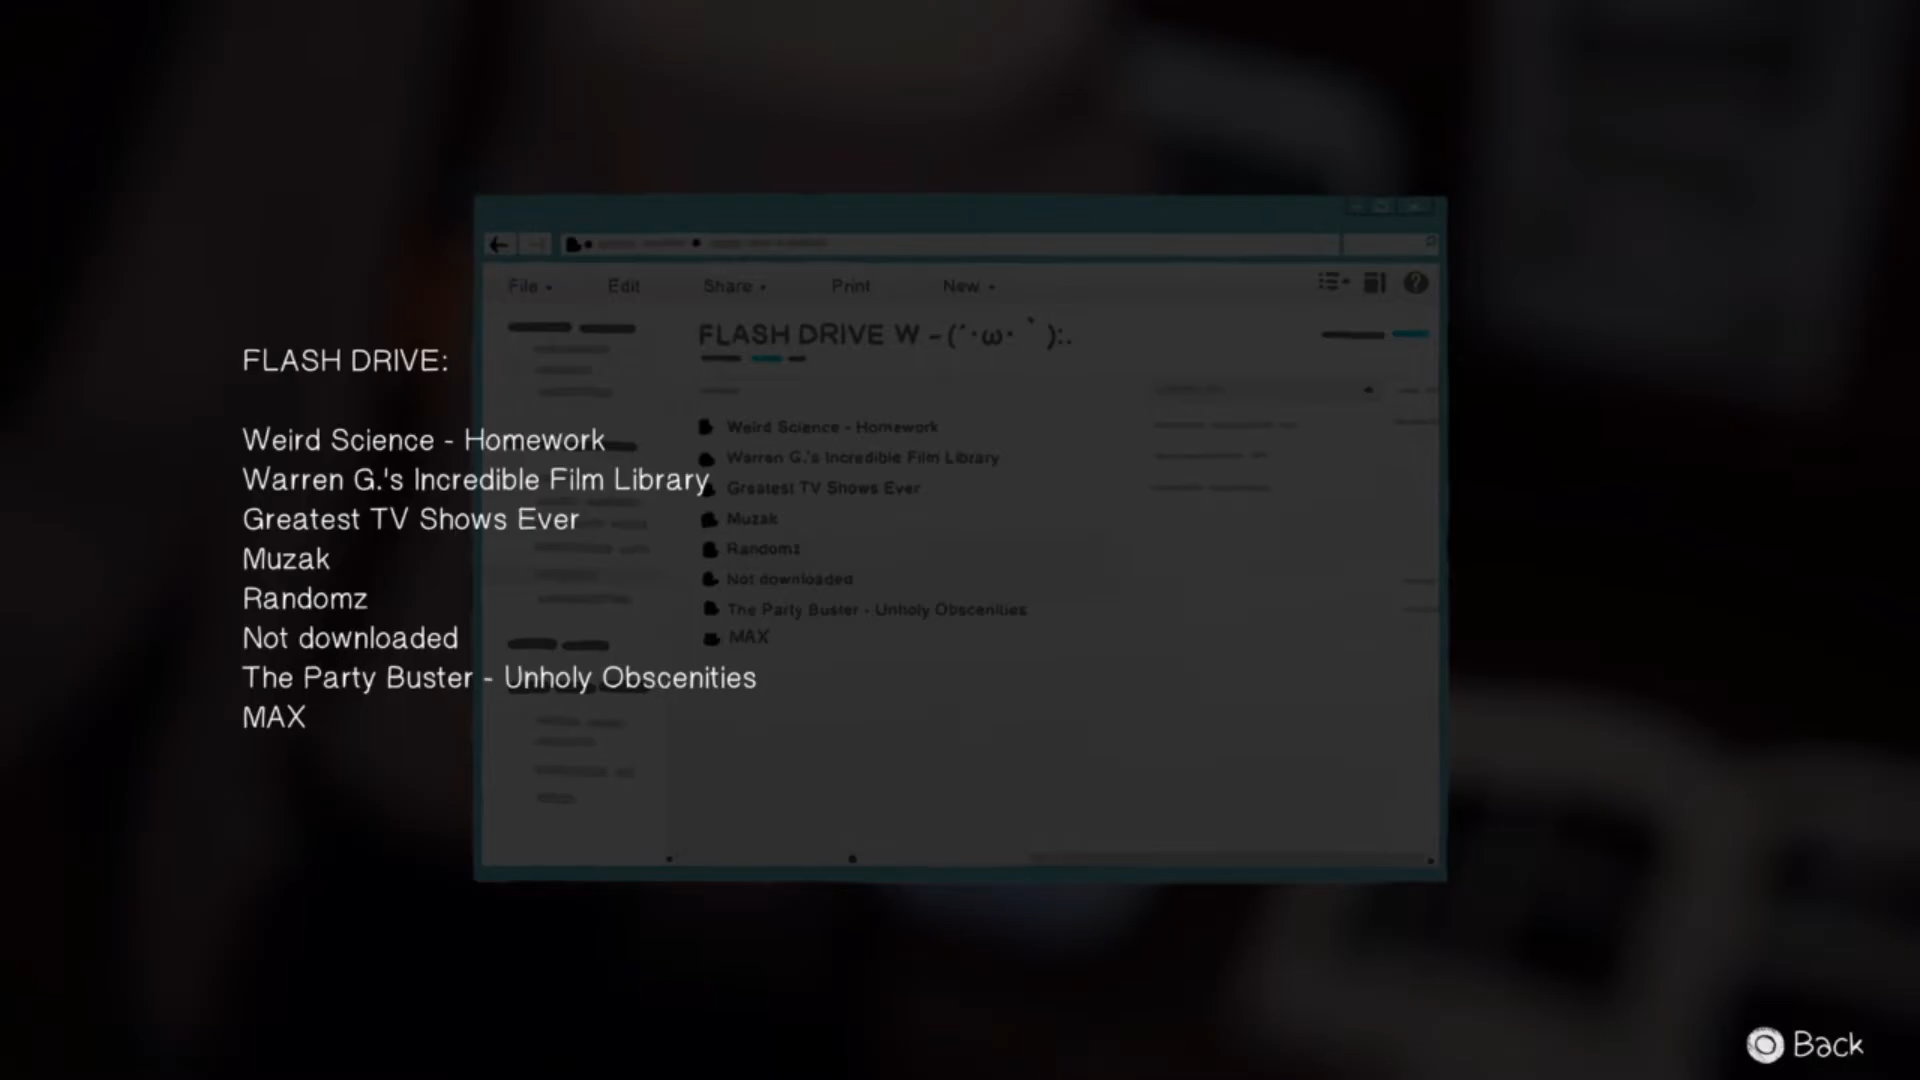 FLASH DRIVE:
Weird Science - Homework
Warren G.'s Incredible Film Library
Greatest TV Shows Ever
Muzak
Randomz
Not downloaded
The Party Buster - Unholy Obscenities
MAX
File Edit Share Print New
FLASH DRIVE W -(´・ω・`):.
Weird Science - Homework
Warren G.'s Incredible Film Library
Greatest TV Shows Ever
Muzak
Randomz
Not downloaded
The Party Buster - Unholy Obscenities
MAX
Back